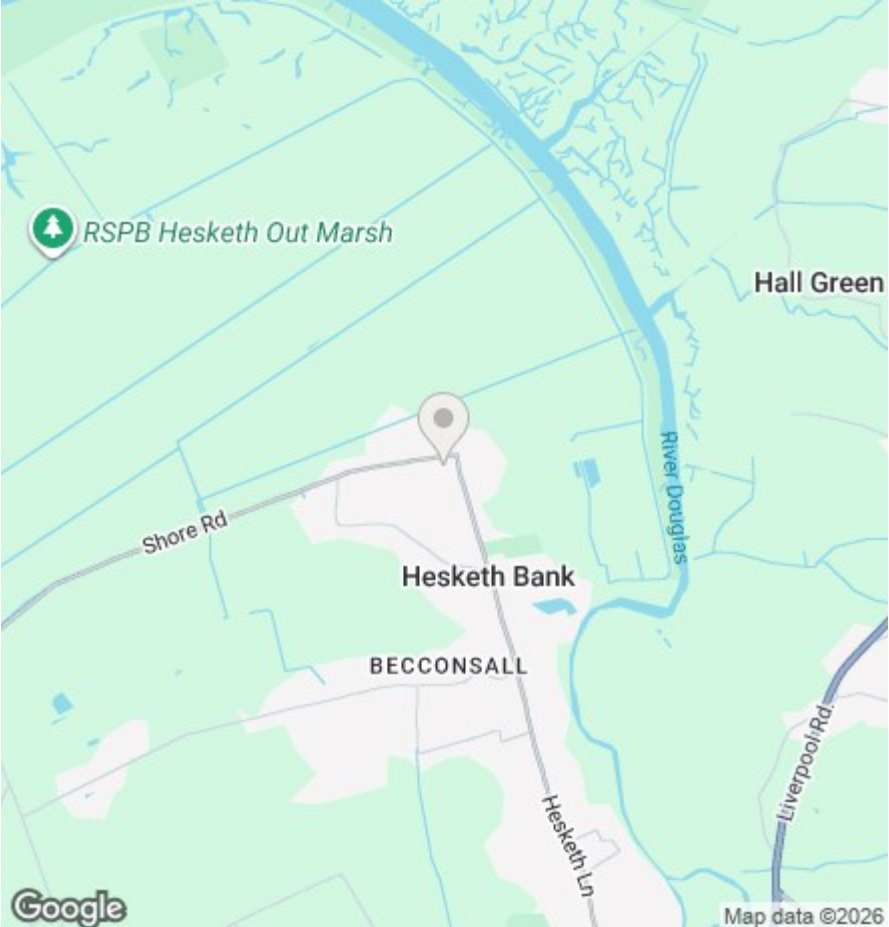 RSPB Hesketh Out Marsh
Hall Green
River Douglas
Shore Rd
Hesketh Bank
BECCONSALL
Liverpool Rd.
Hesketh Ln
Google
Map data ©2026